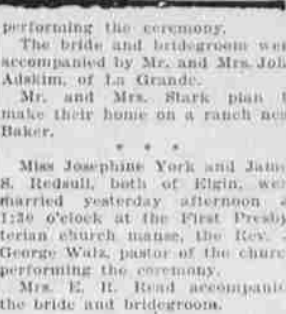 performing the ceremony.
The bride and bridegroom wer
accompanied by Mr. and Mrs. Joh
Adskim, of La Grande.
Mr. and Mrs. Stark plan t
make their home on a ranch nea
Baker.
* * *
Miss Josephine York and Jame
S. Redsull, both of Elgin, wer
married yesterday afternoon a
1:30 o'clock at the First Presby
terian church manse, the Rev.
George Walz, pastor of the churc
performing the ceremony.
Mrs. E. R. Read accompanie
the bride and bridegroom.